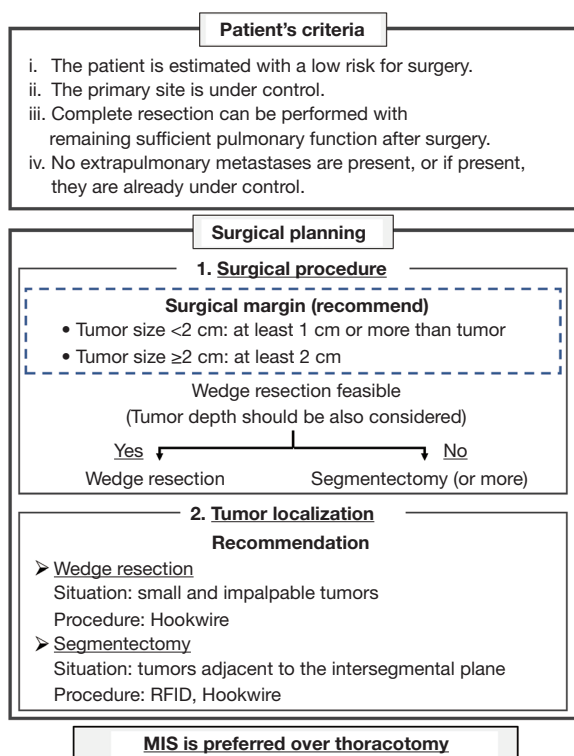 Patient's criteria
i. The patient is estimated with a low risk for surgery.
ii. The primary site is under control.
iii. Complete resection can be performed with
remaining sufficient pulmonary function after surgery.
iv. No extrapulmonary metastases are present, or if present,
they are already under control.
Surgical planning
1. Surgical procedure
Surgical margin (recommend)
• Tumor size <2 cm: at least 1 cm or more than tumor
• Tumor size ≥2 cm: at least 2 cm
Wedge resection feasible
(Tumor depth should be also considered)
Yes No
Wedge resection Segmentectomy (or more)
2. Tumor localization
Recommendation
➢ Wedge resection
Situation: small and impalpable tumors
Procedure: Hookwire
➢ Segmentectomy
Situation: tumors adjacent to the intersegmental plane
Procedure: RFID, Hookwire
MIS is preferred over thoracotomy